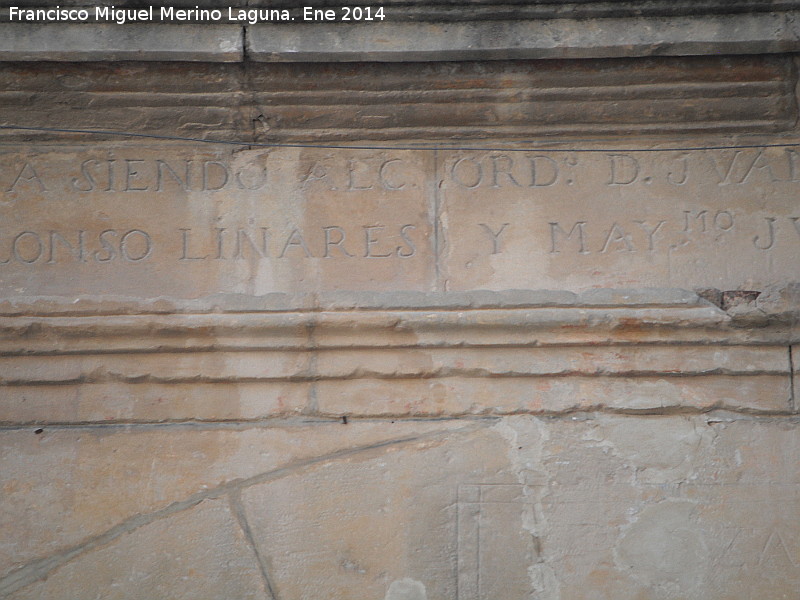 Francisco Miguel Merino Laguna. Ene 2014
A SIENDO ALC. ORD.ª D. JVAN
LONSO LINARES Y MAY.MO JV